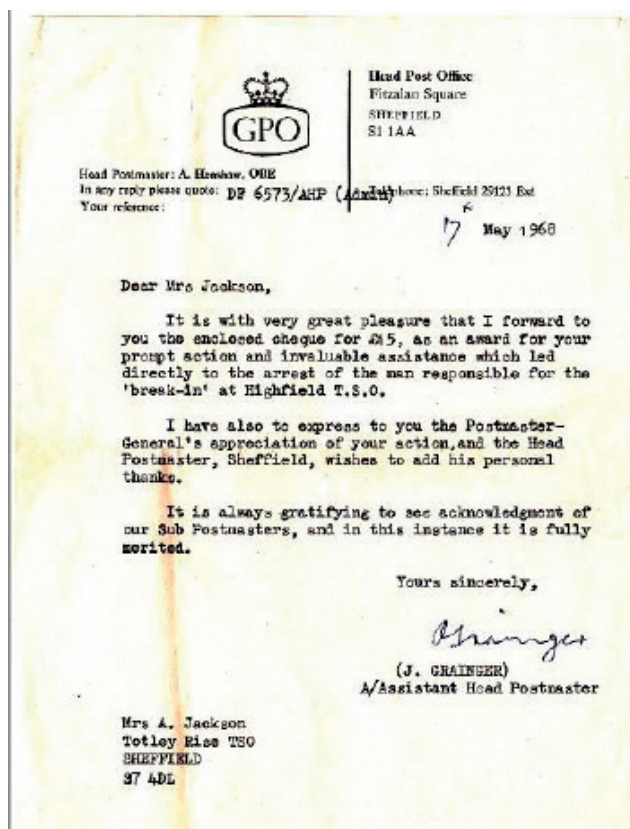 GPO
Head Post Office
Fitzalan Square
SHEFFIELD
S1 1AA
Head Postmaster: A. Henshaw, OBE
In any reply please quote: DF 6573/AHP (Admin)
Telephone: Sheffield 29123 Ext
Your reference:
17 May 1968
Dear Mrs Jackson,
It is with very great pleasure that I forward to
you the enclosed cheque for as an award for your
prompt action and invaluable assistance which led
directly to the arrest of the man responsible for the
'break-in' at Highfield T.S.O.
I have also to express to you the Postmaster-
General's appreciation of your action,and the Head
Postmaster, Sheffield, wishes to add his personal
thanks.
It is always gratifying to see acknowledgment of
our Sub Postmasters, and in this instance it is fully
merited.
Yours sincerely,
JGrainger
(J. GRAINGER)
A/Assistant Head Postmaster
Mrs A. Jackson
Totley Rise TSO
SHEFFIELD
S7 4DL